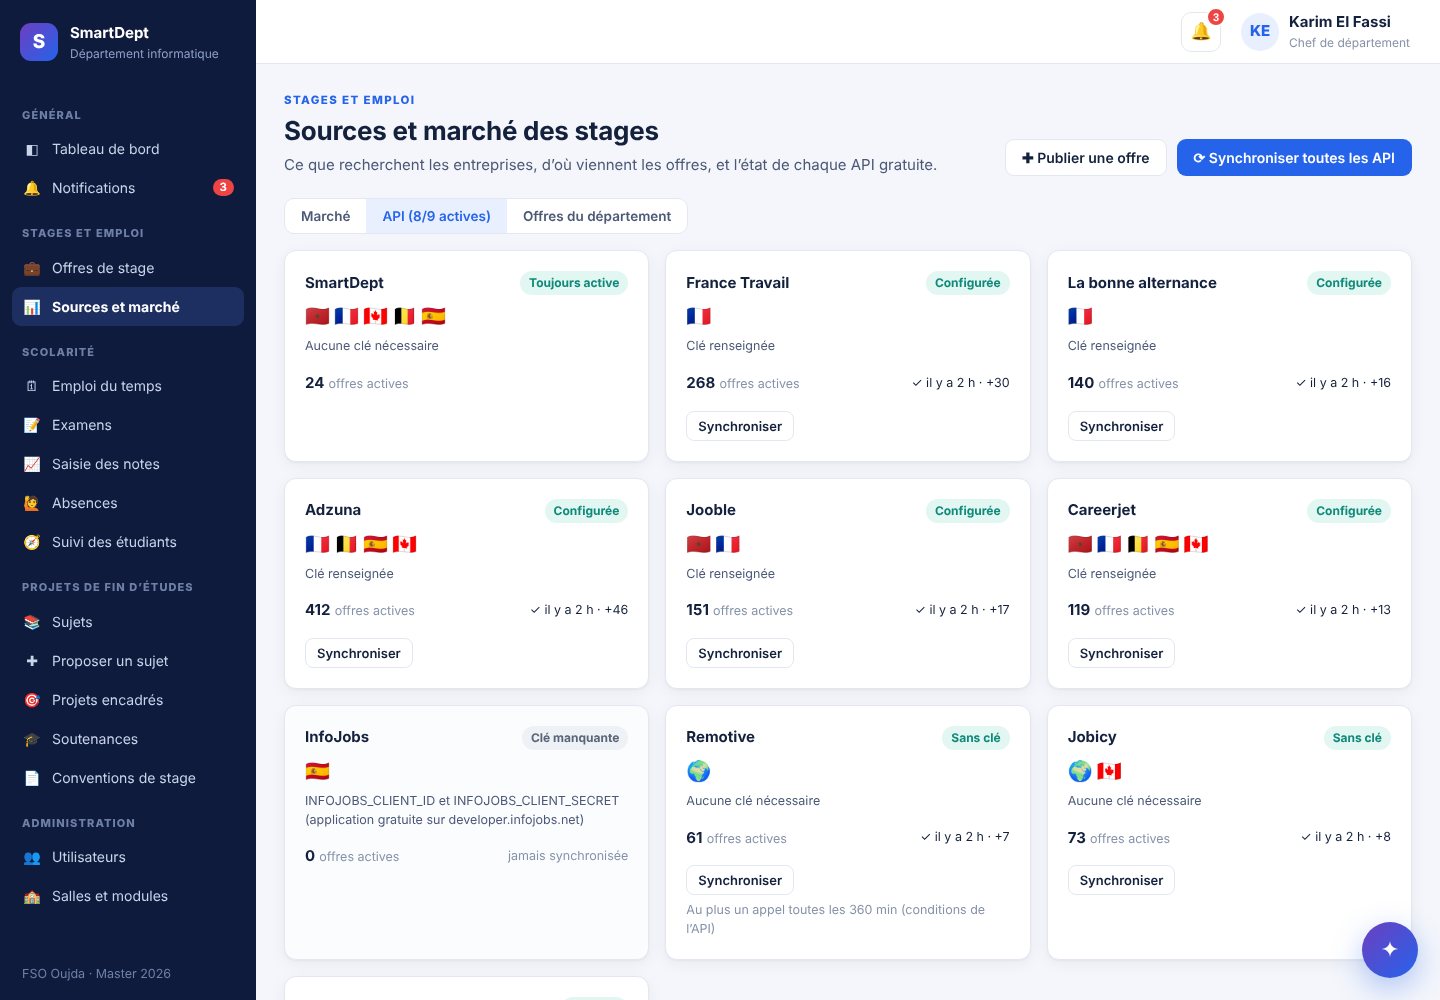 S
SmartDept
Département informatique
GÉNÉRAL
Tableau de bord
Notifications
3
STAGES ET EMPLOI
Offres de stage
Sources et marché
SCOLARITÉ
Emploi du temps
Examens
Saisie des notes
Absences
Suivi des étudiants
PROJETS DE FIN D'ÉTUDES
Sujets
Proposer un sujet
Projets encadrés
Soutenances
Conventions de stage
ADMINISTRATION
Utilisateurs
Salles et modules
FSO Oujda · Master 2026
3
KE
Karim El Fassi
Chef de département
STAGES ET EMPLOI
Sources et marché des stages
Ce que recherchent les entreprises, d'où viennent les offres, et l'état de chaque API gratuite.
✚ Publier une offre
⟳ Synchroniser toutes les API
Marché
API (8/9 actives)
Offres du département
SmartDept
Toujours active
Aucune clé nécessaire
24 offres actives
France Travail
Configurée
Clé renseignée
268 offres actives
✓ il y a 2 h · +30
Synchroniser
La bonne alternance
Configurée
Clé renseignée
140 offres actives
✓ il y a 2 h · +16
Synchroniser
Adzuna
Configurée
Clé renseignée
412 offres actives
✓ il y a 2 h · +46
Synchroniser
Jooble
Configurée
Clé renseignée
151 offres actives
✓ il y a 2 h · +17
Synchroniser
Careerjet
Configurée
Clé renseignée
119 offres actives
✓ il y a 2 h · +13
Synchroniser
InfoJobs
Clé manquante
INFOJOBS_CLIENT_ID et INFOJOBS_CLIENT_SECRET
(application gratuite sur developer.infojobs.net)
0 offres actives
jamais synchronisée
Remotive
Sans clé
Aucune clé nécessaire
61 offres actives
✓ il y a 2 h · +7
Synchroniser
Au plus un appel toutes les 360 min (conditions de
l'API)
Jobicy
Sans clé
Aucune clé nécessaire
73 offres actives
✓ il y a 2 h · +8
Synchroniser